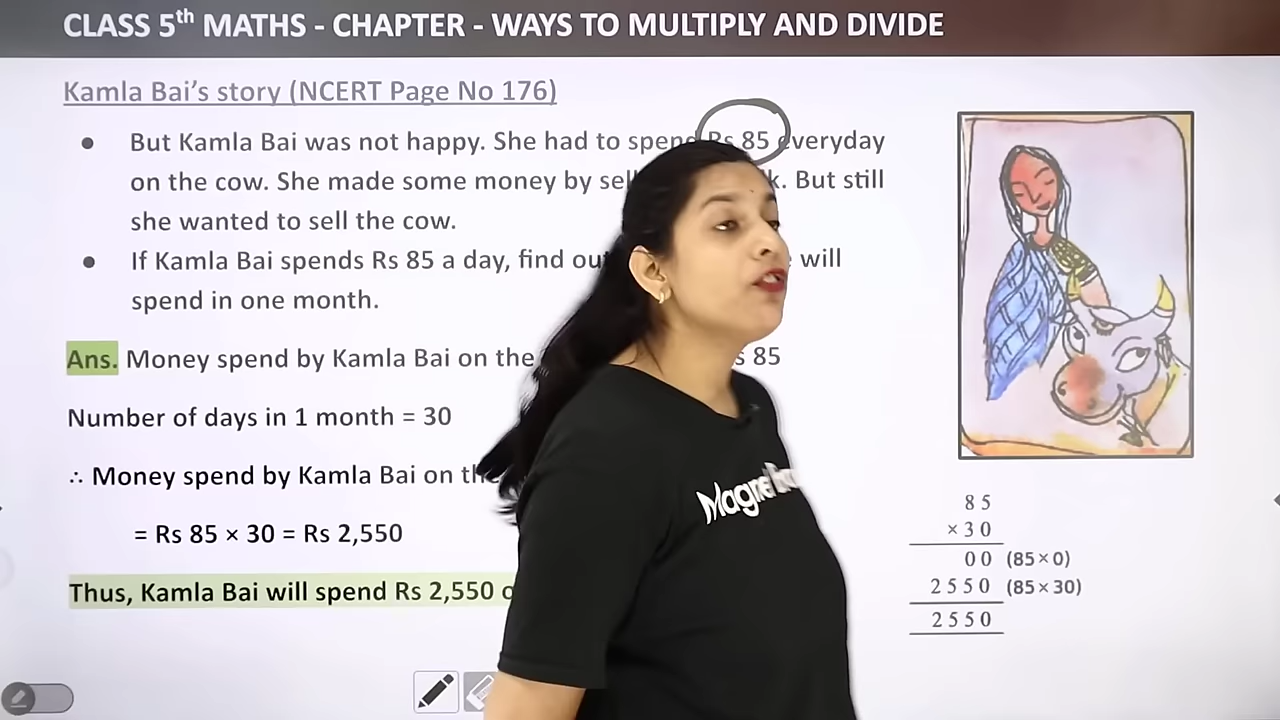 CLASS 5th MATHS - CHAPTER - WAYS TO MULTIPLY AND DIVIDE
Kamla Bai's story (NCERT Page No 176)
● But Kamla Bai was not happy. She had to spend Rs 85 everyday
on the cow. She made some money by But still
she wanted to sell the cow.
● If Kamla Bai spends Rs 85 a day, find will
spend in one month.
Ans. Money spend by Kamla Bai on the 85
Number of days in 1 month = 30
∴ Money spend by Kamla Bai on
= Rs 85 × 30 = Rs 2,550
Thus, Kamla Bai will spend Rs 2,550
85
×30
00 (85×0)
2550 (85×30)
2550